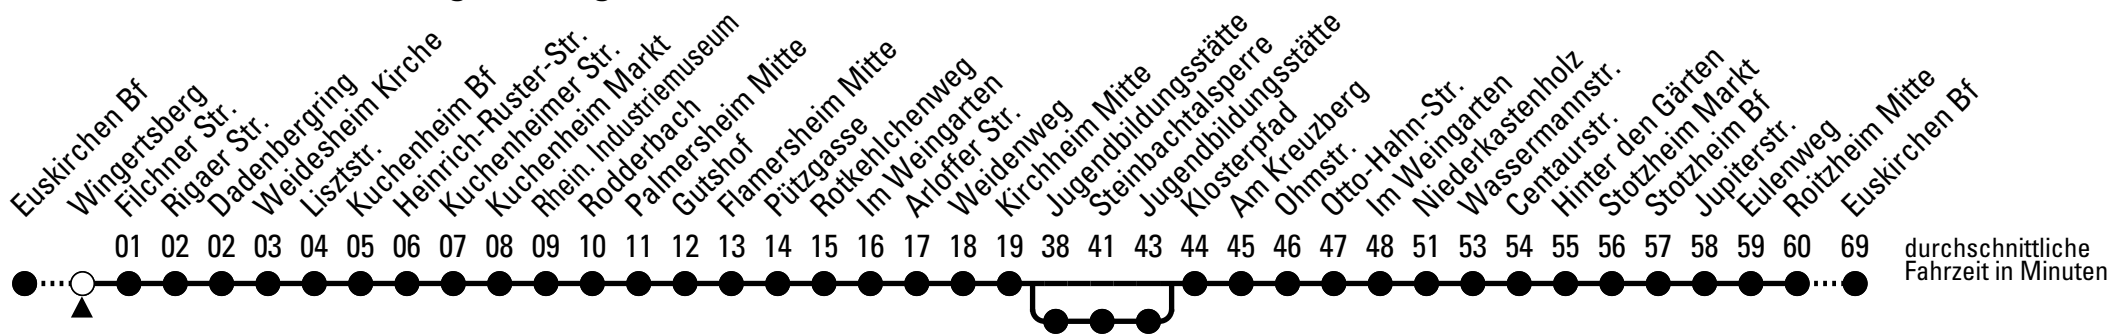 Euskirchen Bf
Wingertsberg
Filchner Str.
Rigaer Str.
Dadenbergring
Weidesheim Kirche
Lisztstr.
Kuchenheim Bf
Heinrich-Ruster-Str.
Kuchenheimer Str.
Kuchenheim Markt
Rhein. Industriemuseum
Rodderbach
Palmersheim Mitte
Gutshof
Flamersheim Mitte
Pützgasse
Rotkehlchenweg
Im Weingarten
Arloffer Str.
Weidenweg
Kirchheim Mitte
Jugendbildungsstätte
Steinbachtalsperre
Jugendbildungsstätte
Klosterpfad
Am Kreuzberg
Ohmstr.
Otto-Hahn-Str.
Im Weingarten
Niederkastenholz
Wassermannstr.
Centaurstr.
Hinter den Gärten
Stotzheim Markt
Stotzheim Bf
Jupiterstr.
Eulenweg
Roitzheim Mitte
Euskirchen Bf
01 02 02 03 04 05 06 07 08 09 10 11 12 13 14 15 16 17 18 19 38 41 43 44 45 46 47 48 51 53 54 55 56 57 58 59 60 69
durchschnittliche
Fahrzeit in Minuten